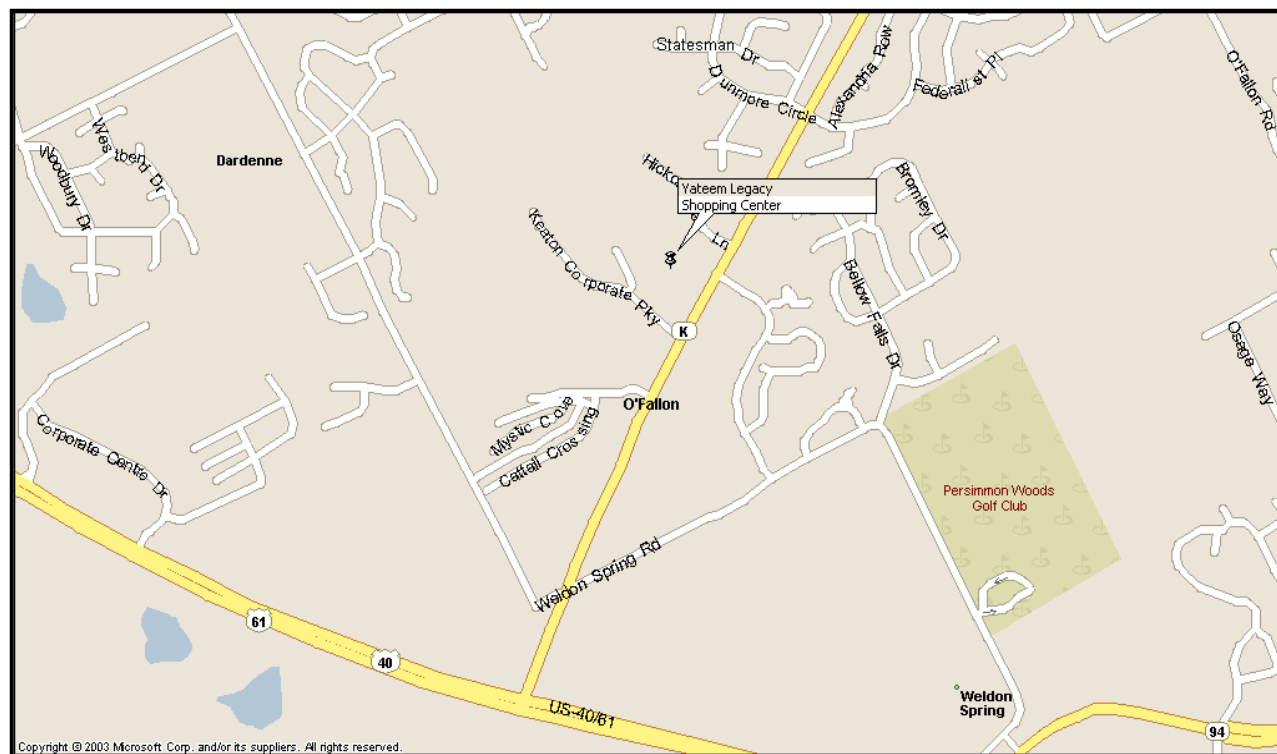 Statesman Dr
Dunmore Circle
Alexandria Row
Federalist Pl
O'Fallon Rd
Westbern Dr
Woodbury Dr
Dardenne
Yateem Legacy
Shopping Center
Ln
Bromley Dr
Keaton Corporate Pky
Bellow Falls Dr
K
Osage Way
O'Fallon
Mystic Cove
Cattail Crossing
Corporate Centre Dr
Persimmon Woods
Golf Club
Weldon Spring Rd
61
40
US-40/61
Weldon
Spring
94
Copyright © 2003 Microsoft Corp. and/or its suppliers. All rights reserved.